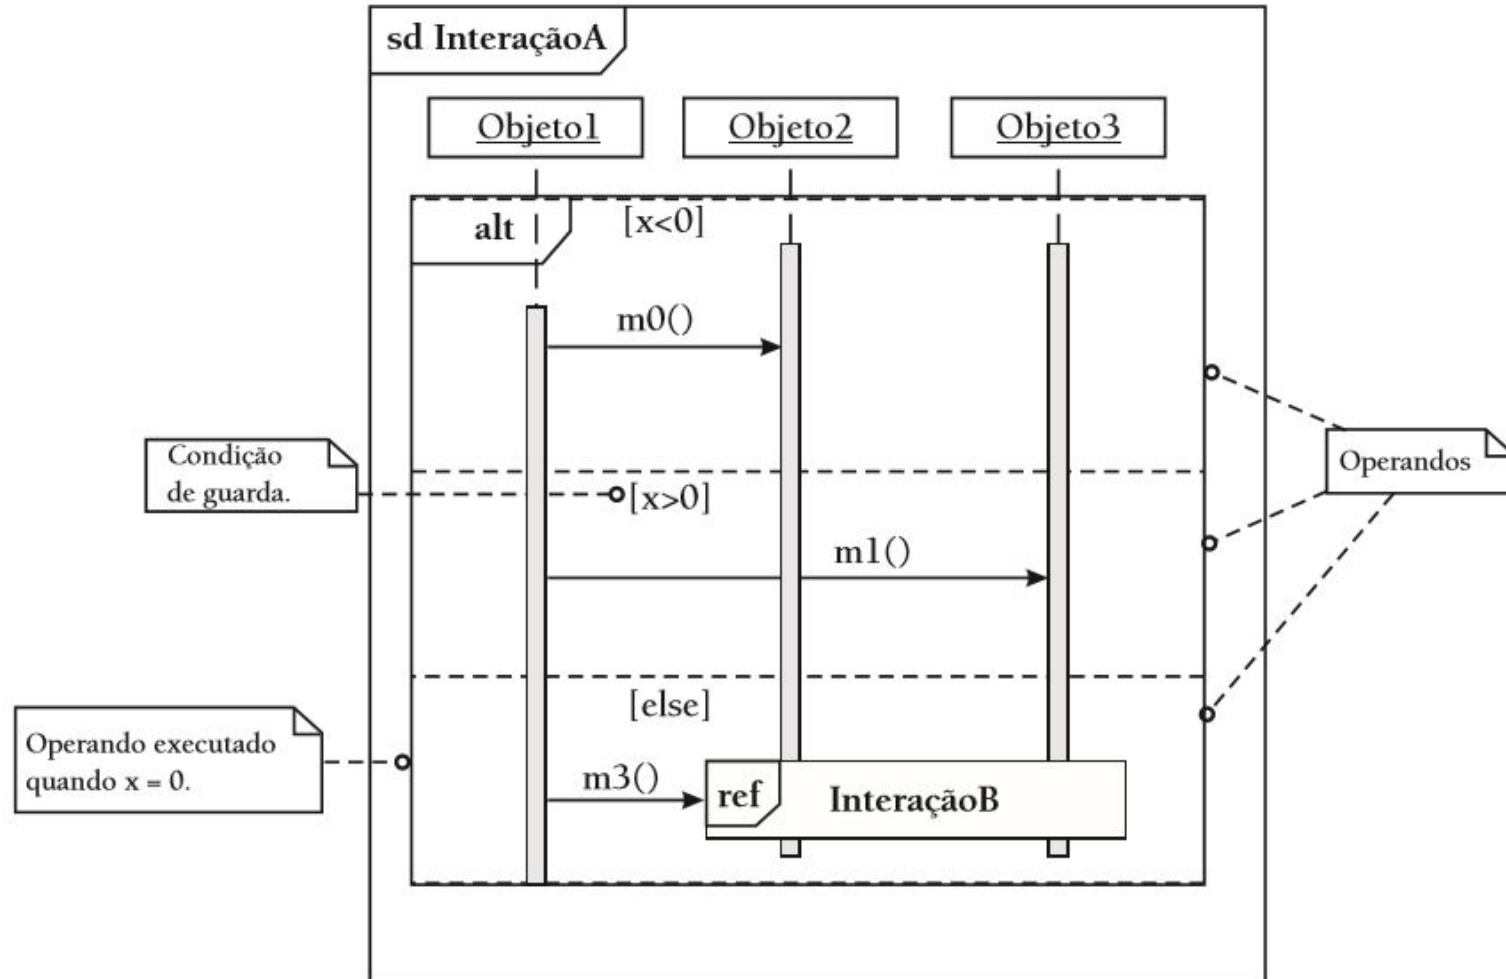 sd InteraçãoA
Objeto1
Objeto2
Objeto3
alt
[x<0]
m0()
Condição
de guarda.
[x>0]
Operandos
m1()
[else]
Operando executado
quando x = 0.
m3()
ref
InteraçãoB